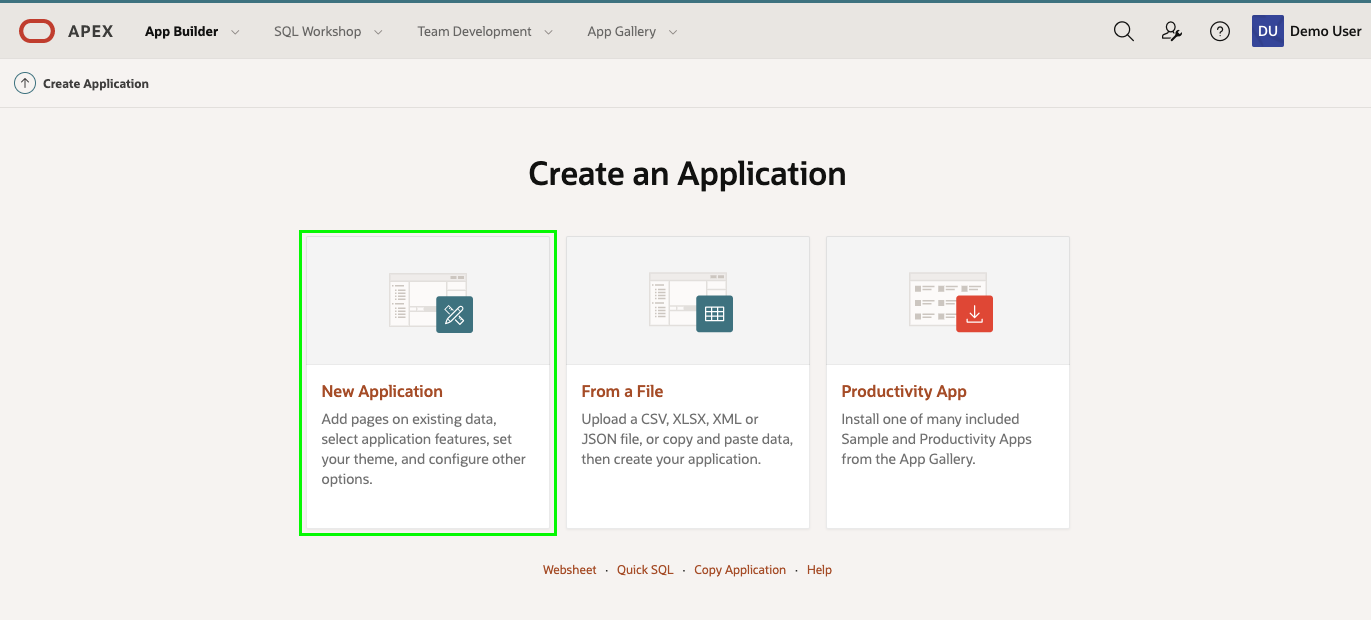 APEX App Builder SQL Workshop Team Development App Gallery DU Demo User
Create Application
Create an Application
New Application
Add pages on existing data,
select application features, set
your theme, and configure other
options.
From a File
Upload a CSV, XLSX, XML or
JSON file, or copy and paste data,
then create your application.
Productivity App
Install one of many included
Sample and Productivity Apps
from the App Gallery.
Websheet · Quick SQL · Copy Application · Help